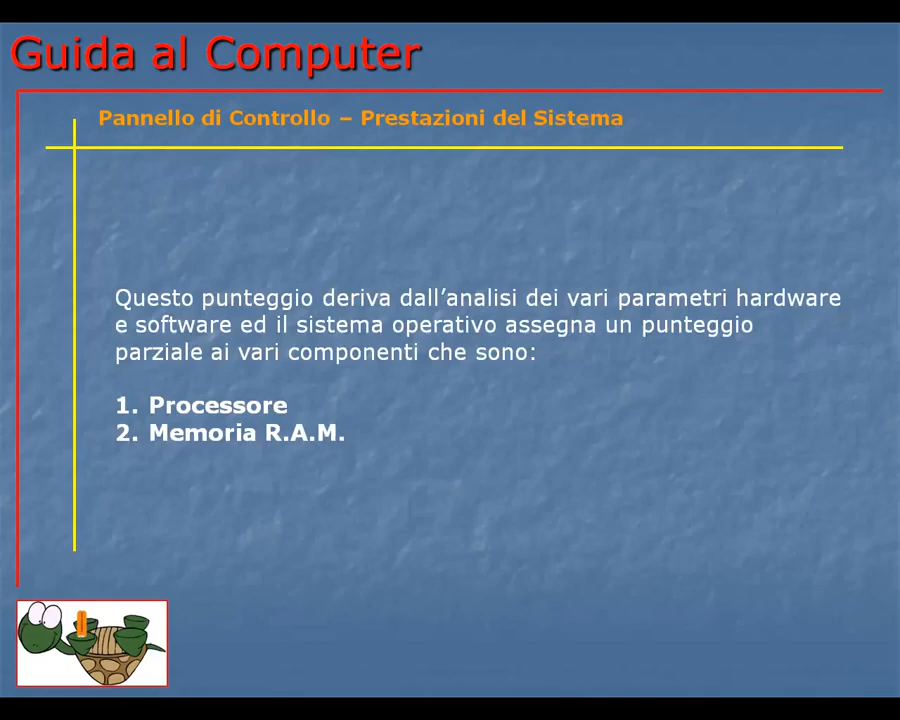 Guida al Computer
Pannello di Controllo – Prestazioni del Sistema
Questo punteggio deriva dall’analisi dei vari parametri hardware
e software ed il sistema operativo assegna un punteggio
parziale ai vari componenti che sono:
1. Processore
2. Memoria R.A.M.